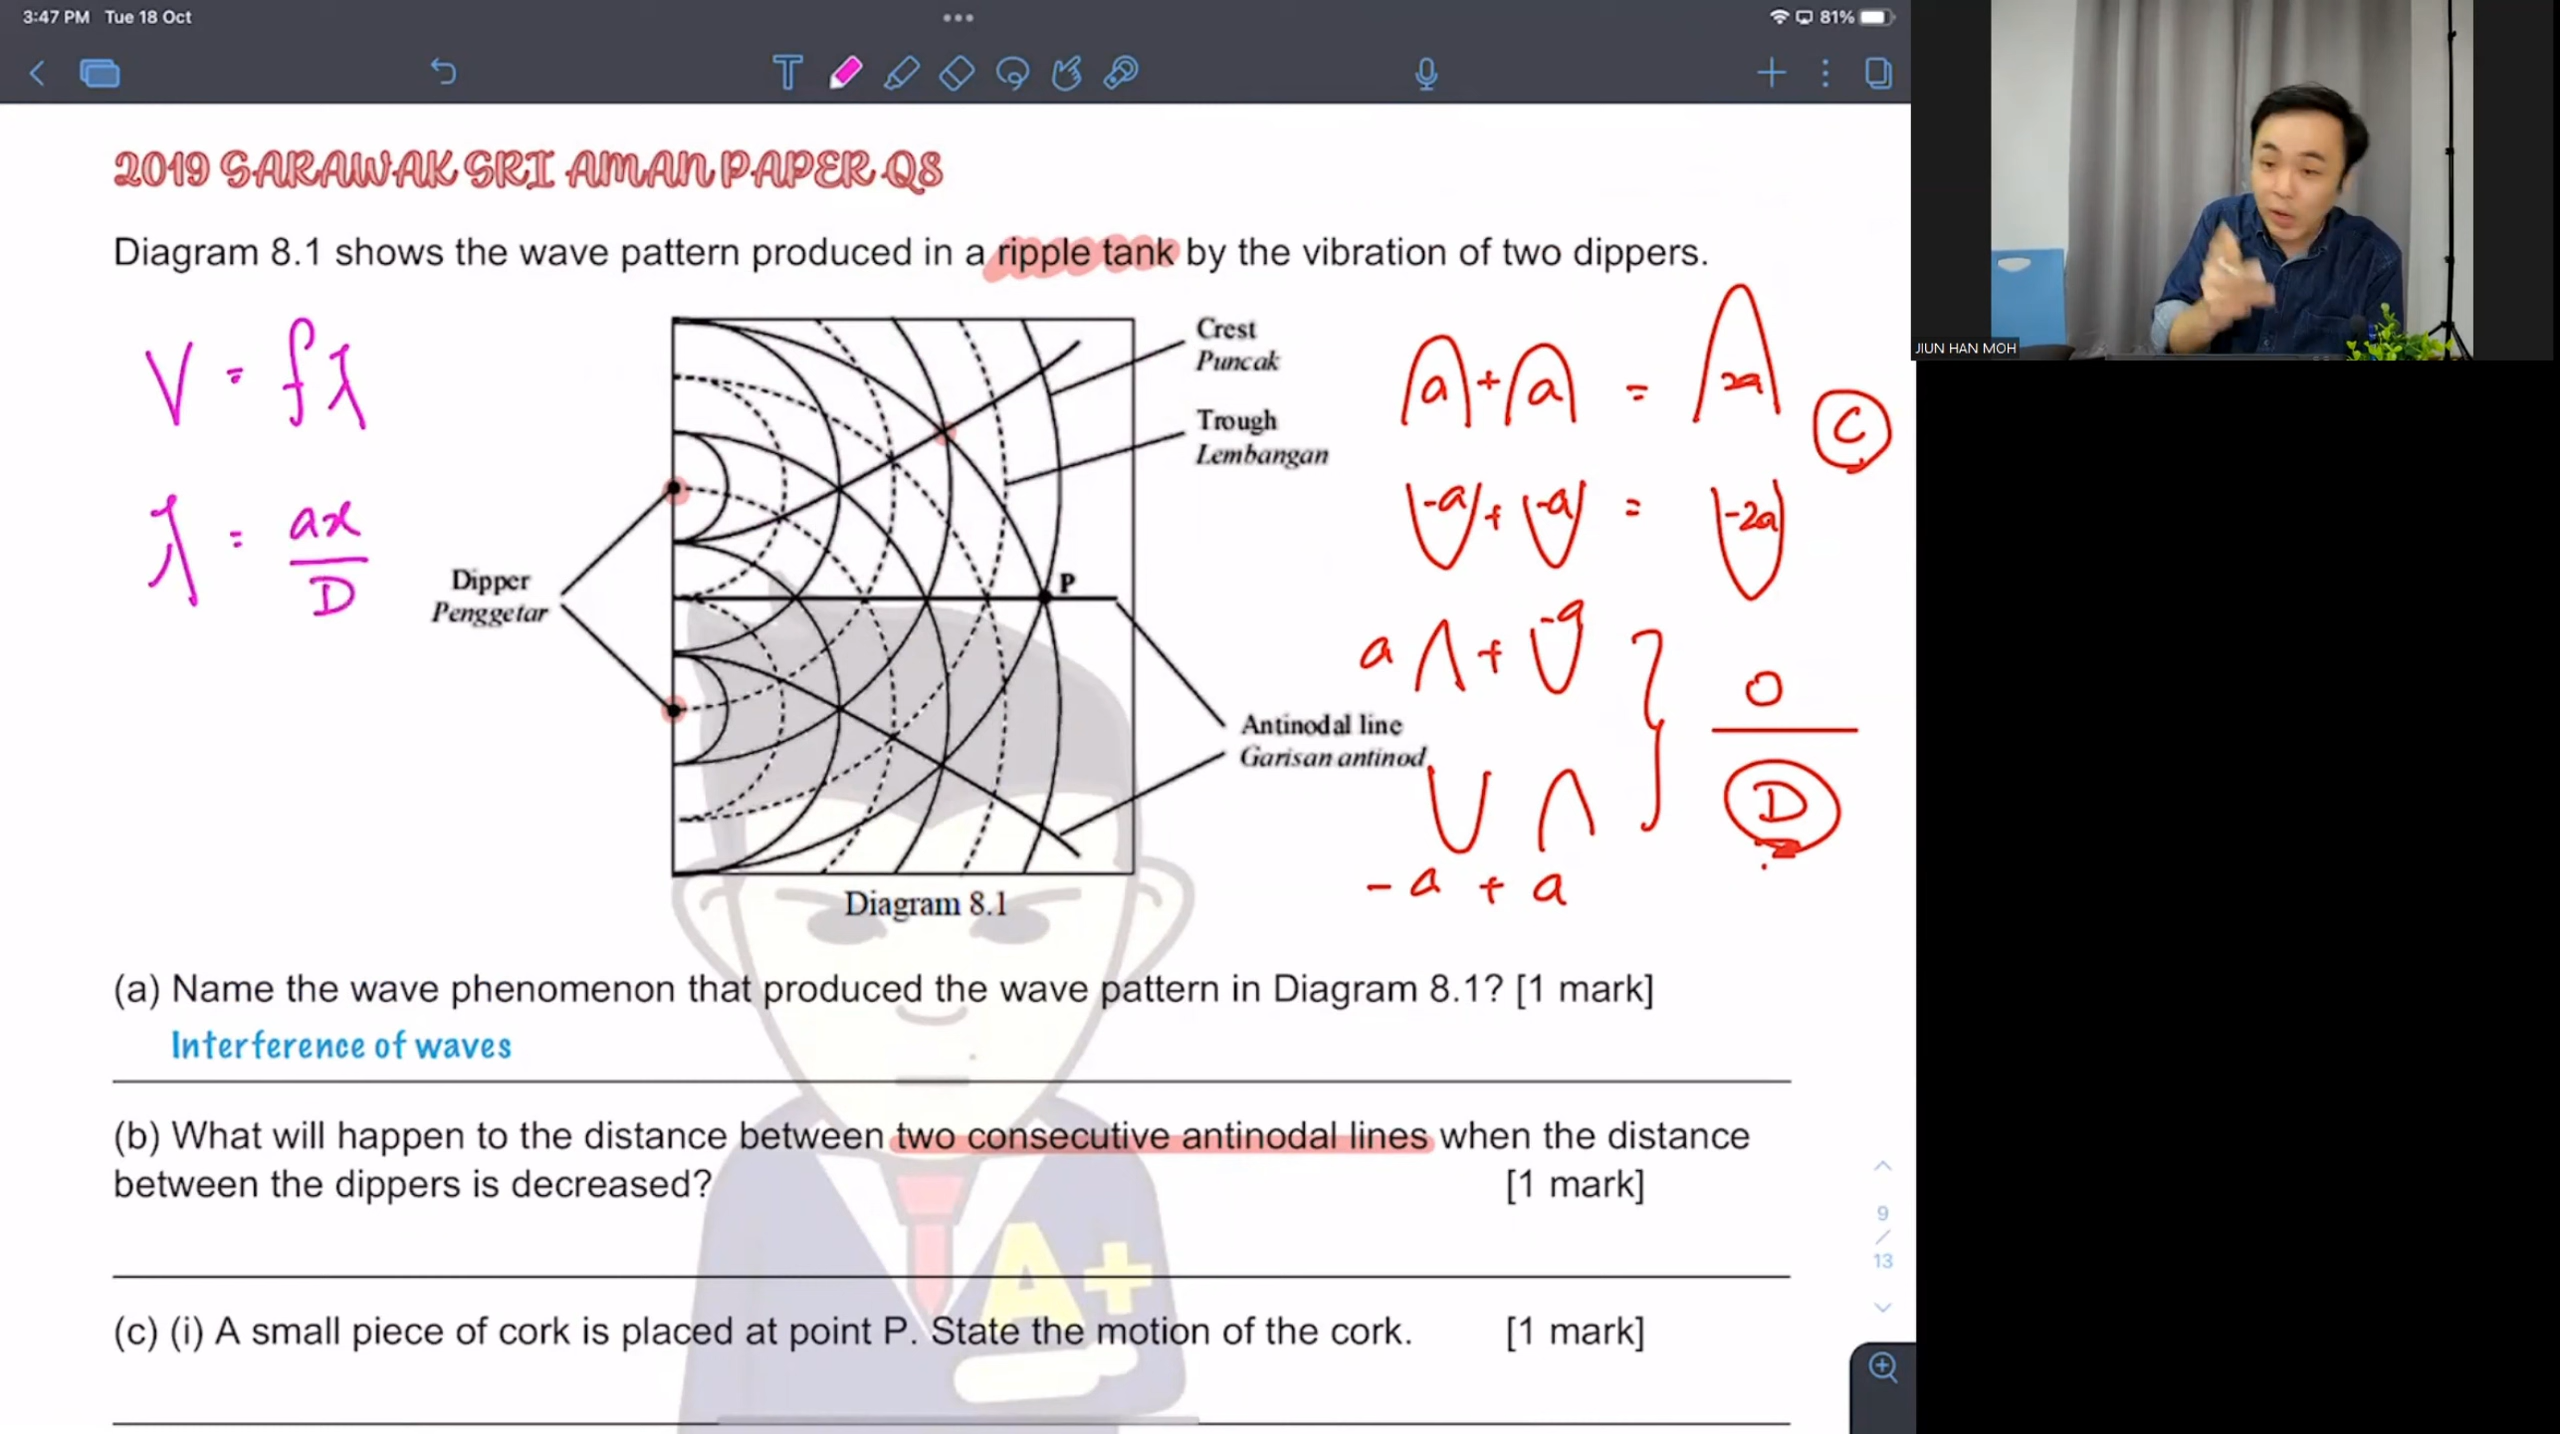 3:47 PM Tue 18 Oct
81%
T
JIUN HAN MOH
2019 SARAWAK SRI AMAN PAPER Q8
Diagram 8.1 shows the wave pattern produced in a ripple tank by the vibration of two dippers.
V = fλ
λ = ax
D
Crest
Puncak
Trough
Lembangan
Dipper
Penggetar
P
Antinodal line
Garisan antinod
Diagram 8.1
a + a = 2a
C
-a + -a = -2a
a + -a
0
D
-a + a
(a) Name the wave phenomenon that produced the wave pattern in Diagram 8.1? [1 mark]
Interference of waves
(b) What will happen to the distance between two consecutive antinodal lines when the distance
between the dippers is decreased? [1 mark]
A+
(c) (i) A small piece of cork is placed at point P. State the motion of the cork. [1 mark]
9
/
13